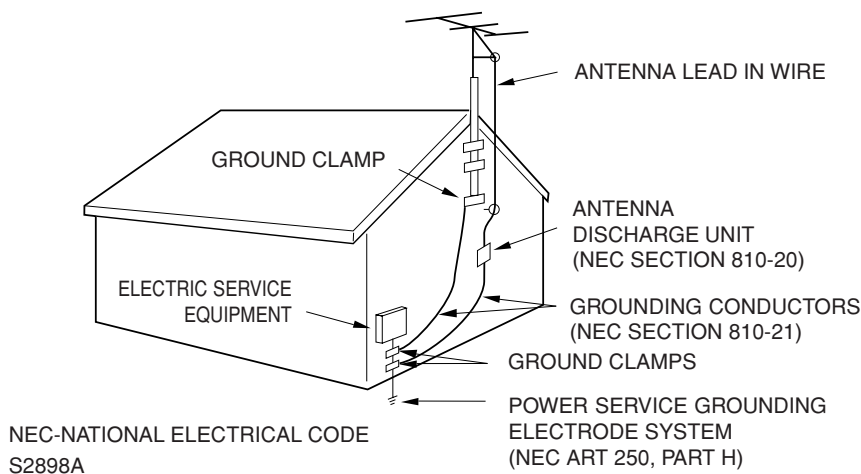 ANTENNA LEAD IN WIRE
GROUND CLAMP
ANTENNA
DISCHARGE UNIT
(NEC SECTION 810-20)
ELECTRIC SERVICE
EQUIPMENT
GROUNDING CONDUCTORS
(NEC SECTION 810-21)
GROUND CLAMPS
POWER SERVICE GROUNDING
ELECTRODE SYSTEM
(NEC ART 250, PART H)
NEC-NATIONAL ELECTRICAL CODE
S2898A